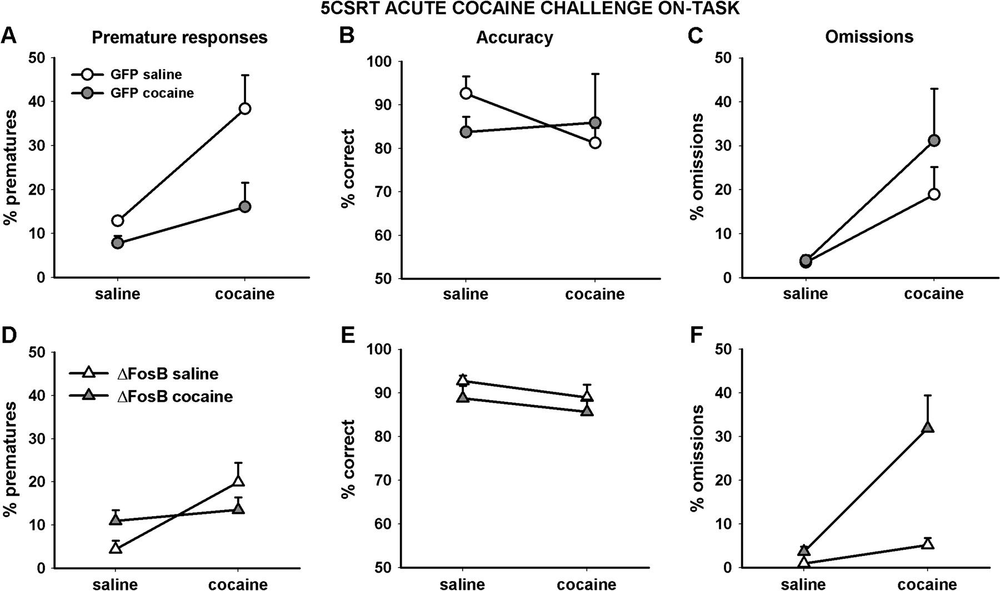 5CSRT ACUTE COCAINE CHALLENGE ON-TASK
A
Premature responses
50
40
30
20
10
0
% prematures
GFP saline
GFP cocaine
saline cocaine
B
Accuracy
100
90
80
70
60
50
% correct
saline cocaine
C
Omissions
50
40
30
20
10
0
% omissions
saline cocaine
D
50
40
30
20
10
0
% prematures
ΔFosB saline
ΔFosB cocaine
saline cocaine
E
100
90
80
70
60
50
% correct
saline cocaine
F
50
40
30
20
10
0
% omissions
saline cocaine